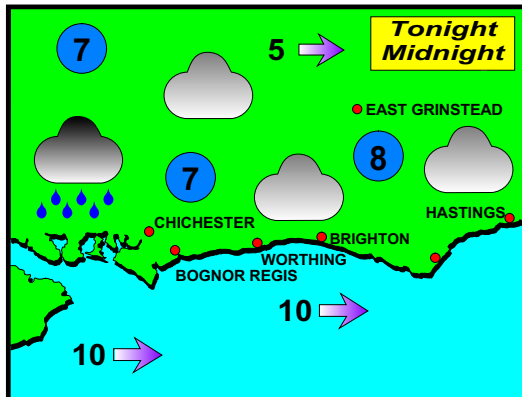 7
5
Tonight
Midnight
EAST GRINSTEAD
7
8
CHICHESTER
HASTINGS
BRIGHTON
WORTHING
BOGNOR REGIS
10
10